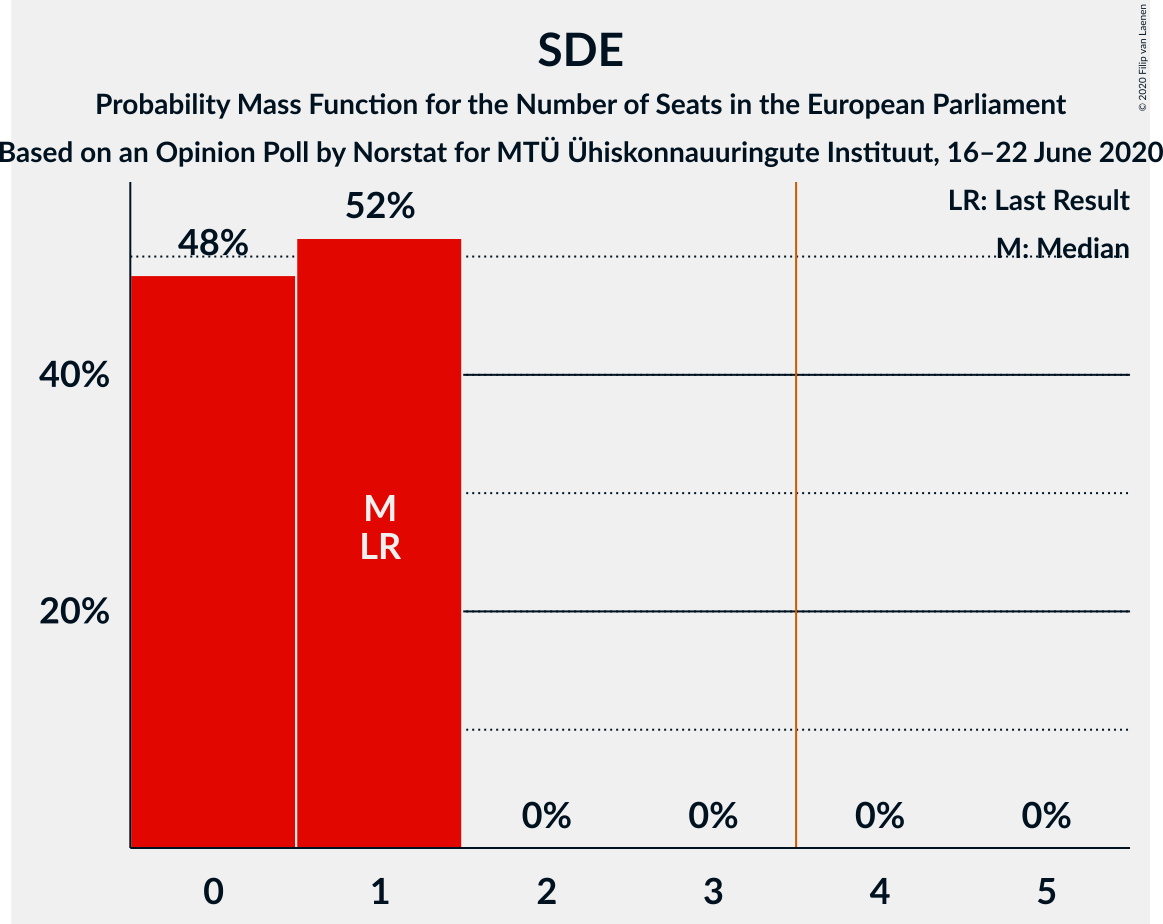 SDE
Probability Mass Function for the Number of Seats in the European Parliament
Based on an Opinion Poll by Norstat for MTÜ Ühiskonnauuringute Instituut, 16–22 June 2020
© 2020 Filip van Laenen
LR: Last Result
M: Median
52%
48%
40%
20%
M
LR
0%
0%
0%
0%
0
1
2
3
4
5